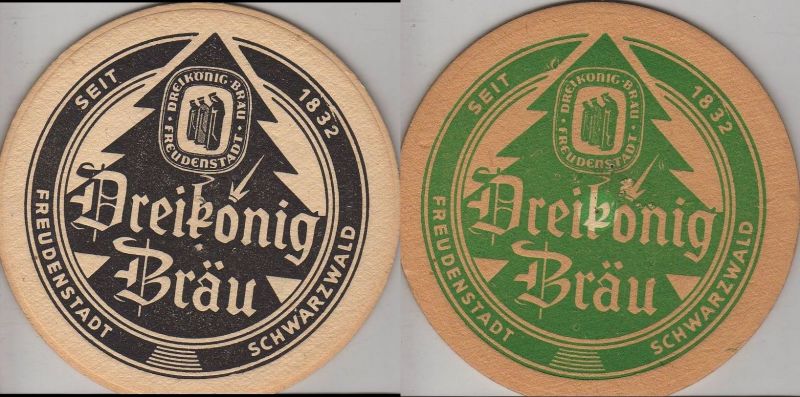 SEIT 1832
DREIKÖNIG-BRÄU
FREUDENSTADT
Dreikönig
Bräu
FREUDENSTADT SCHWARZWALD
SEIT 1832
DREIKÖNIG-BRÄU
FREUDENSTADT
Dreikönig
Bräu
FREUDENSTADT SCHWARZWALD